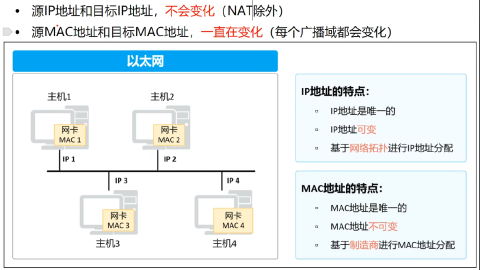 • 源IP地址和目标IP地址，不会变化（NAT除外）
• 源MAC地址和目标MAC地址，一直在变化（每个广播域都会变化）
以太网
主机1
主机2
网卡
MAC 1
网卡
MAC 2
IP 1
IP 2
IP 3
IP 4
网卡
MAC 3
网卡
MAC 4
主机3
主机4
IP地址的特点：
▫ IP地址是唯一的
▫ IP地址可变
▫ 基于网络拓扑进行IP地址分配
MAC地址的特点：
▫ MAC地址是唯一的
▫ MAC地址不可变
▫ 基于制造商进行MAC地址分配